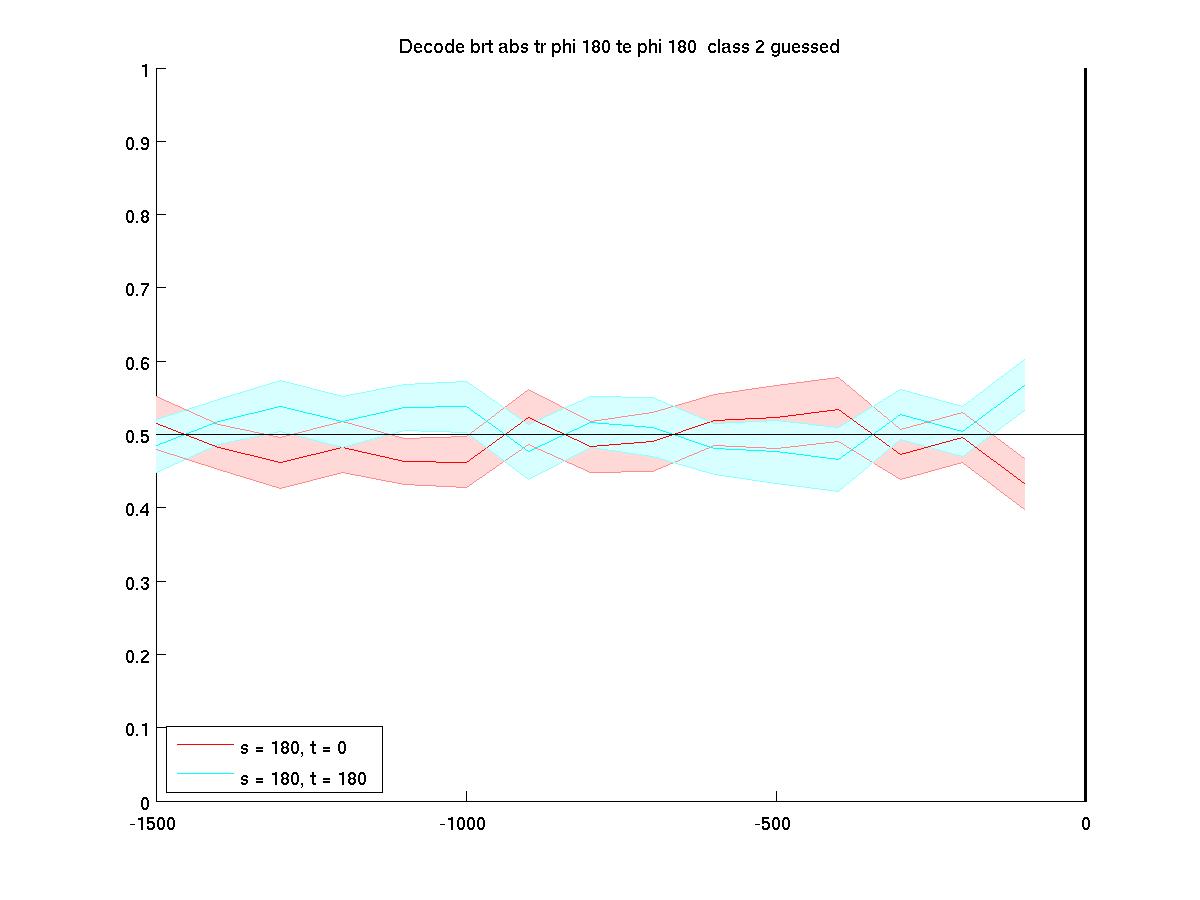 Decode brt abs tr phi 180 te phi 180  class 2 guessed
1
0.9
0.8
0.7
0.6
0.5
0.4
0.3
0.2
0.1
0
s = 180, t = 0
s = 180, t = 180
-1500 -1000 -500 0